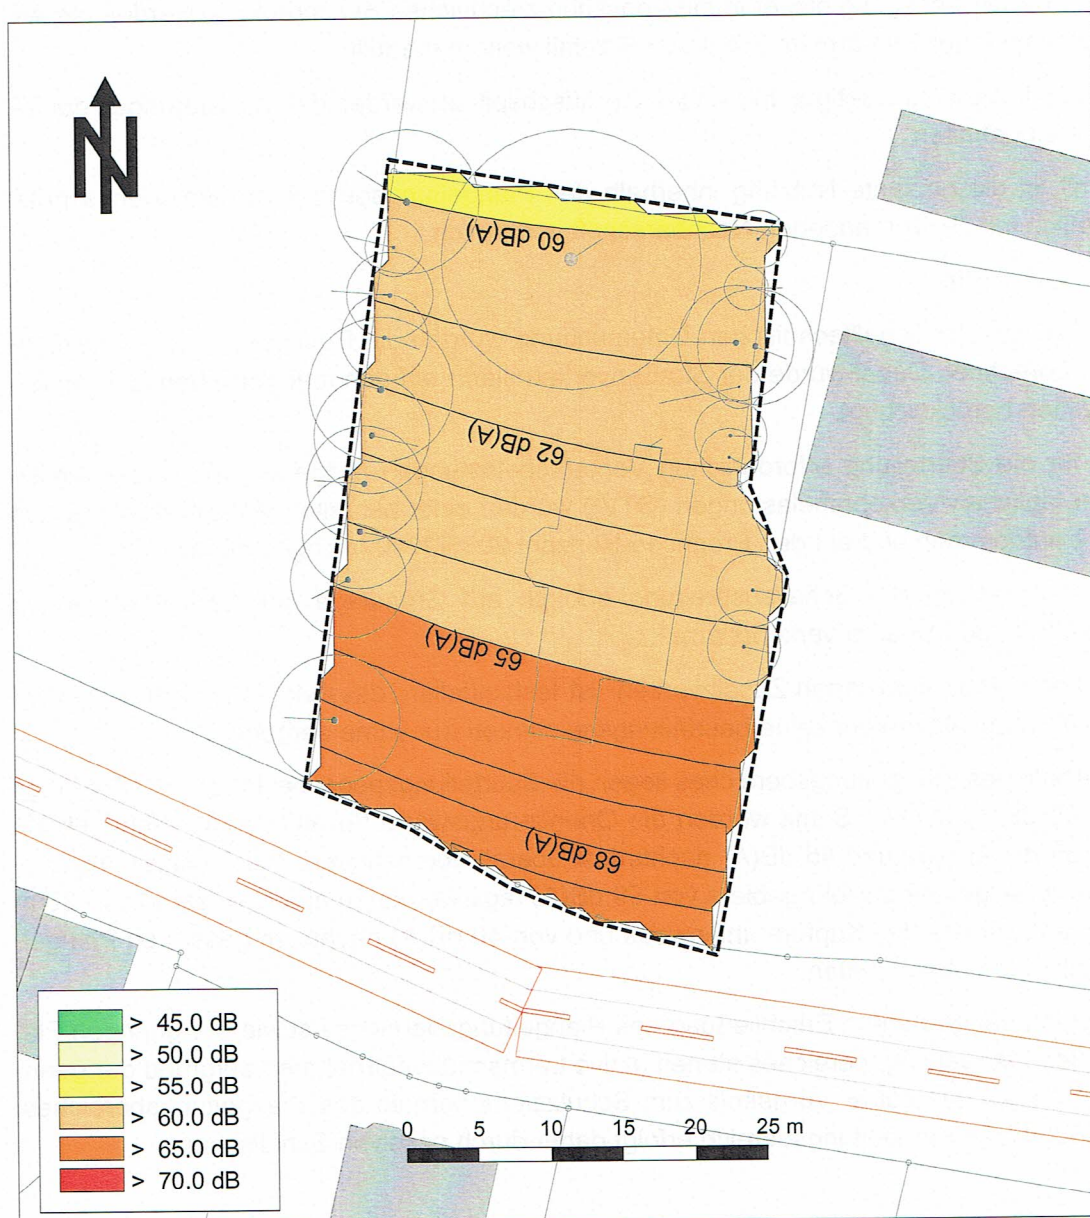 N
60 dB(A)
62 dB(A)
65 dB(A)
68 dB(A)
> 45.0 dB
> 50.0 dB
> 55.0 dB
> 60.0 dB
> 65.0 dB
> 70.0 dB
0 5 10 15 20 25 m